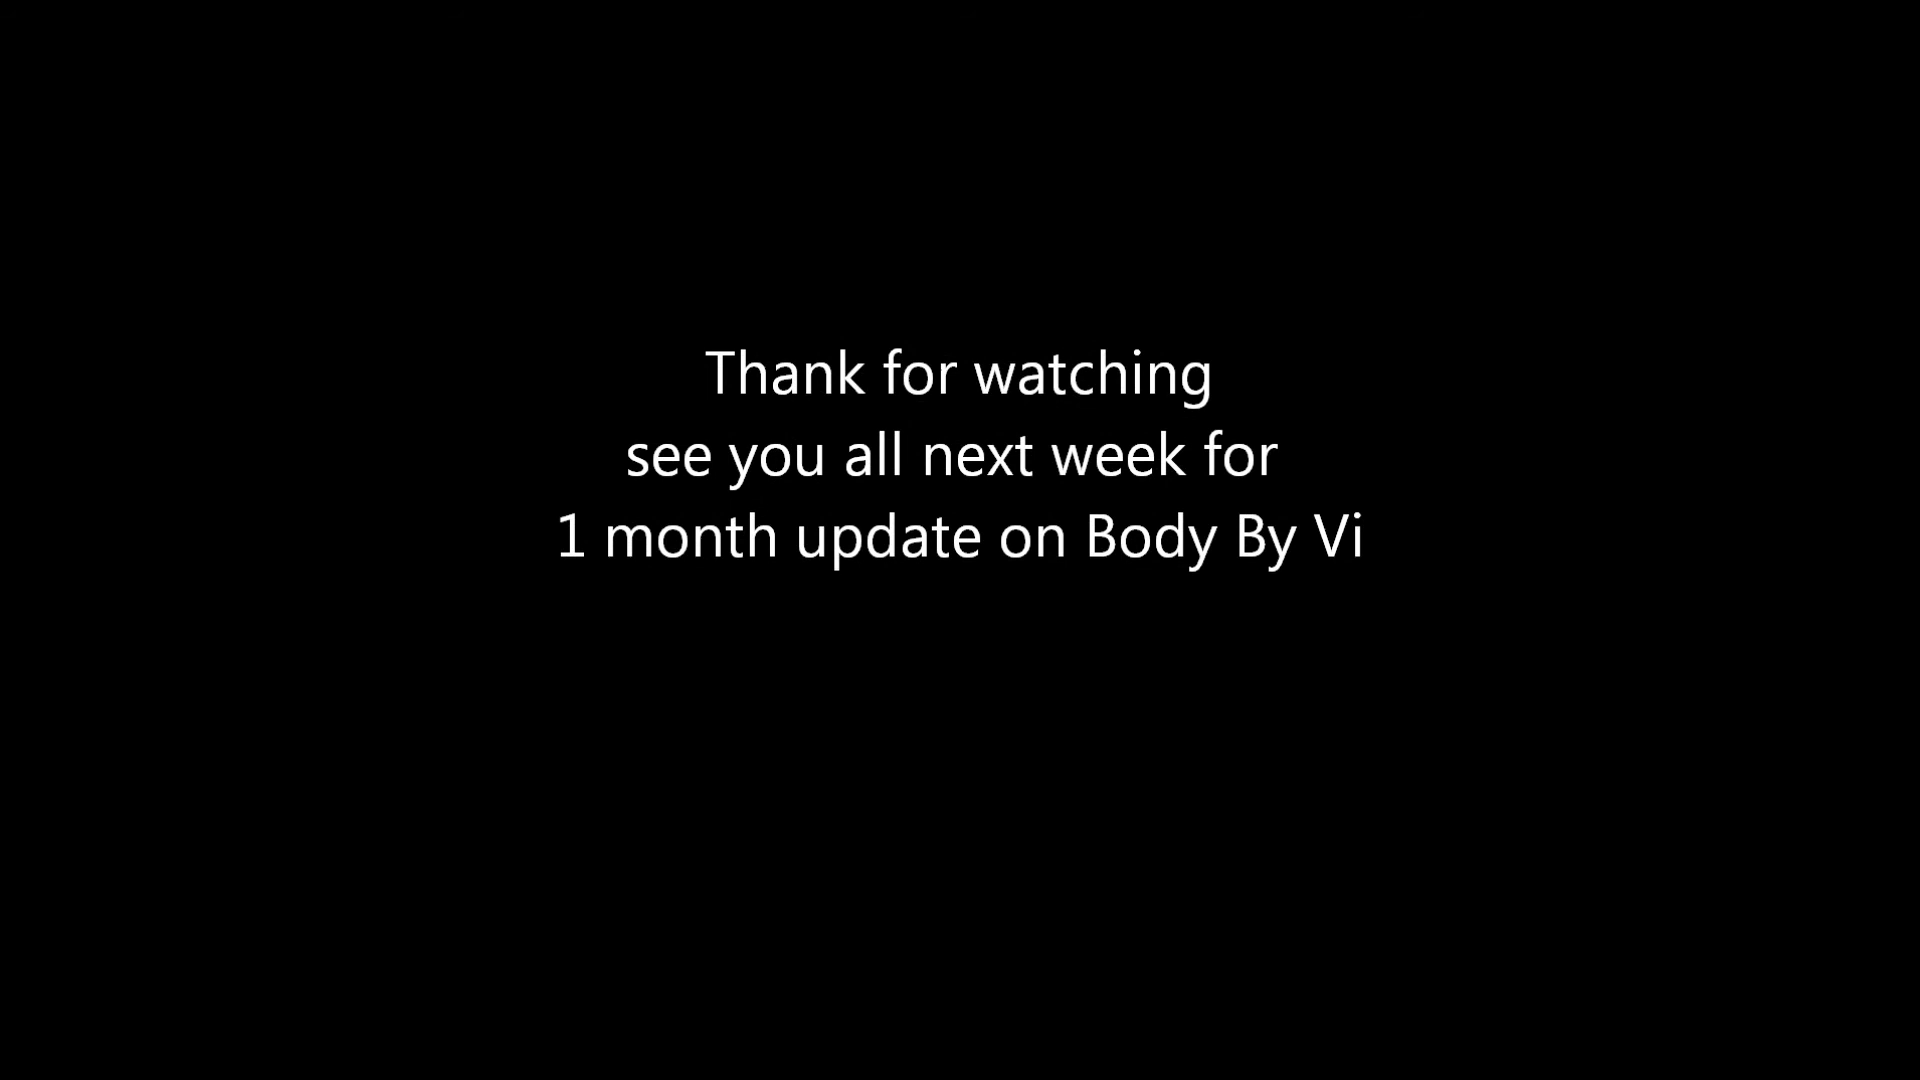 Thank for watching
see you all next week for
1 month update on Body By Vi